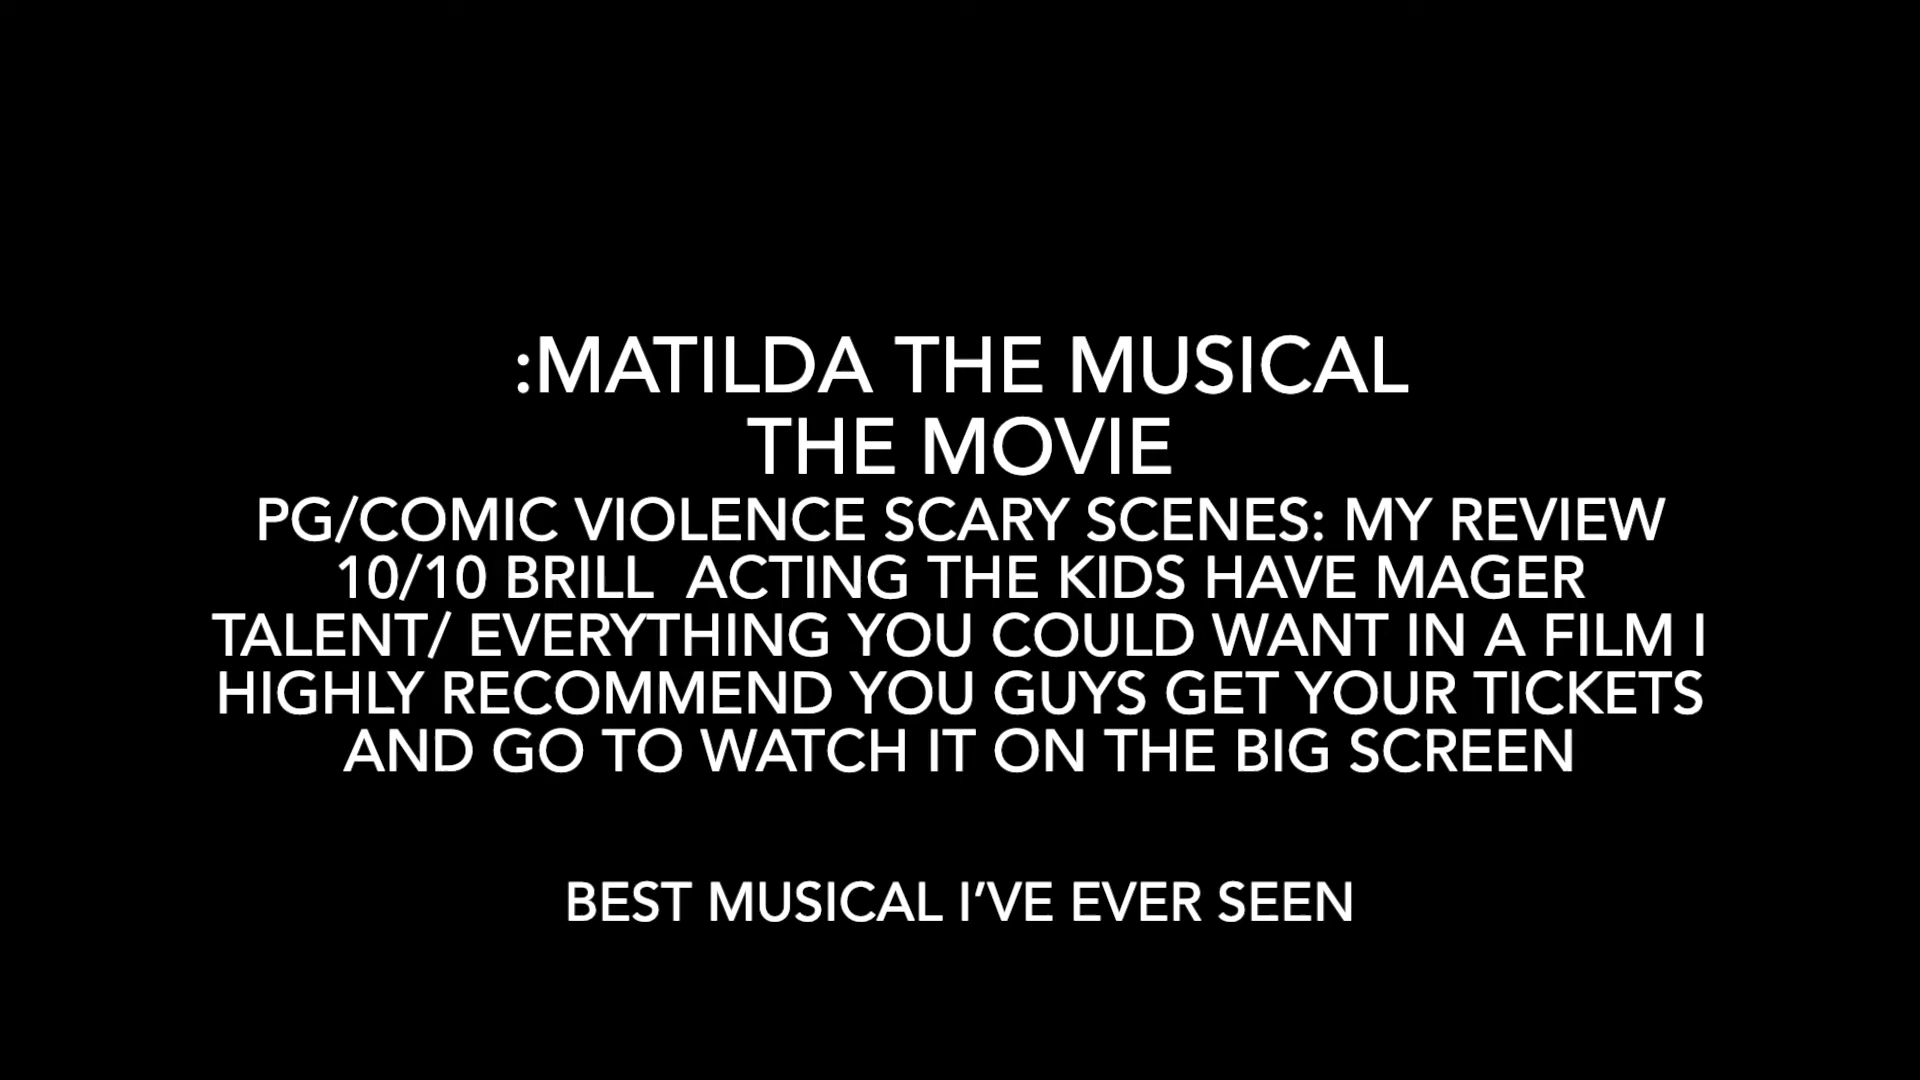 :MATILDA THE MUSICAL
THE MOVIE
PG/COMIC VIOLENCE SCARY SCENES: MY REVIEW
10/10 BRILL  ACTING THE KIDS HAVE MAGER
TALENT/ EVERYTHING YOU COULD WANT IN A FILM I
HIGHLY RECOMMEND YOU GUYS GET YOUR TICKETS
AND GO TO WATCH IT ON THE BIG SCREEN
BEST MUSICAL I’VE EVER SEEN